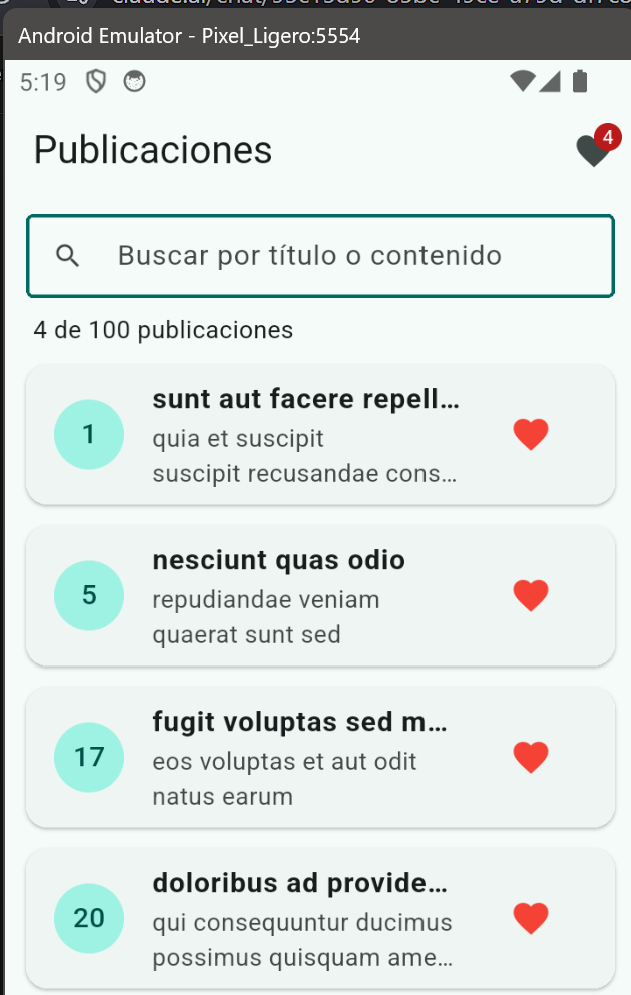 Android Emulator - Pixel_Ligero:5554
5:19
Publicaciones
4
Buscar por título o contenido
4 de 100 publicaciones
sunt aut facere repell…
1
quia et suscipit
suscipit recusandae cons…
nesciunt quas odio
5
repudiandae veniam
quaerat sunt sed
fugit voluptas sed m…
17
eos voluptas et aut odit
natus earum
doloribus ad provide…
20
qui consequuntur ducimus
possimus quisquam ame…